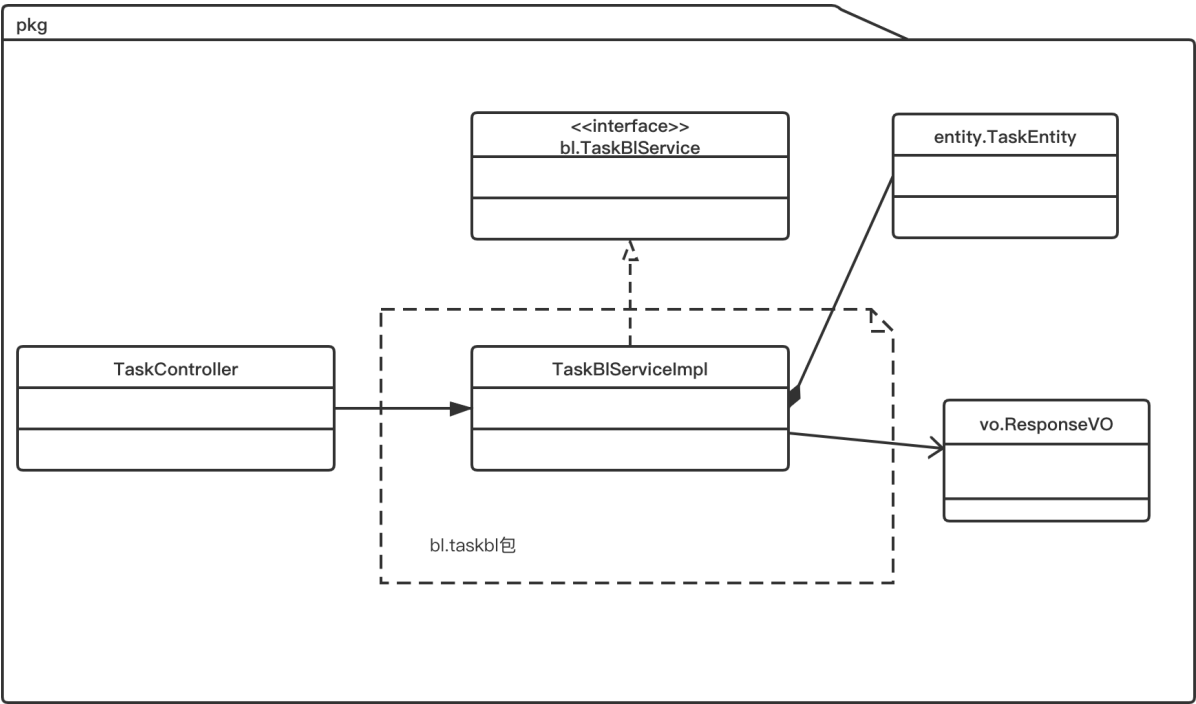 pkg
<<interface>>
bl.TaskBlService
entity.TaskEntity
TaskController
TaskBlServiceImpl
vo.ResponseVO
bl.taskbl包